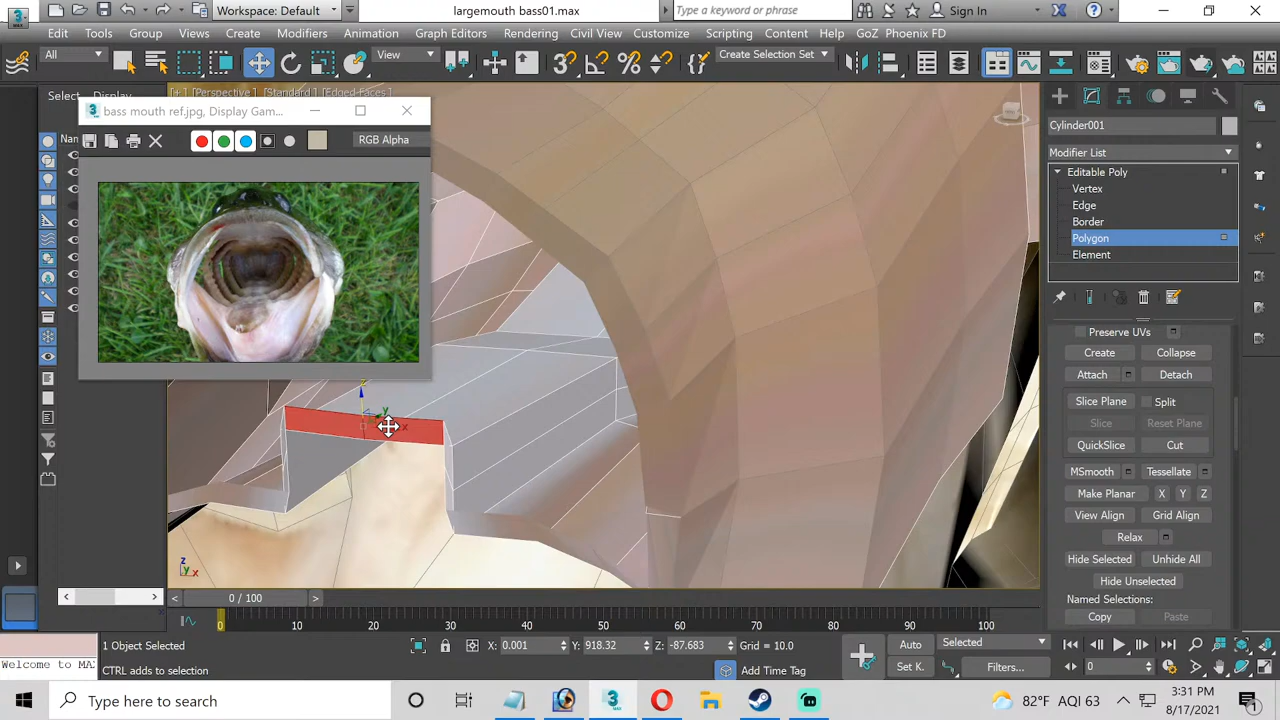 Workspace: Default
largemouth bass01.max
Type a keyword or phrase
Sign In
Edit Tools Group Views Create Modifiers Animation Graph Editors Rendering Civil View Customize Scripting Content Help GoZ Phoenix FD
All
View
Create Selection Set
[+] [Perspective] [Standard] [Edged Faces]
Select
bass mouth ref.jpg, Display Gam...
RGB Alpha
Cylinder001
Modifier List
Editable Poly
Vertex
Edge
Border
Polygon
Element
Preserve UVs
Create Collapse
Attach Detach
Slice Plane Split
Slice Reset Plane
QuickSlice Cut
MSmooth Tessellate
Make Planar X Y Z
View Align Grid Align
Relax
Hide Selected Unhide All
Hide Unselected
Named Selections:
Copy Paste
z
y
x
z
y x
0 / 100
0 10 20 30 40 50 60 70 80 90 100
1 Object Selected
X: 0.001 Y: 918.32 Z: -87.683 Grid = 10.0
Auto Selected
Welcome to MA
CTRL adds to selection
Add Time Tag
Set K. Filters...
0
Type here to search
82°F AQI 63
3:31 PM
8/17/2021